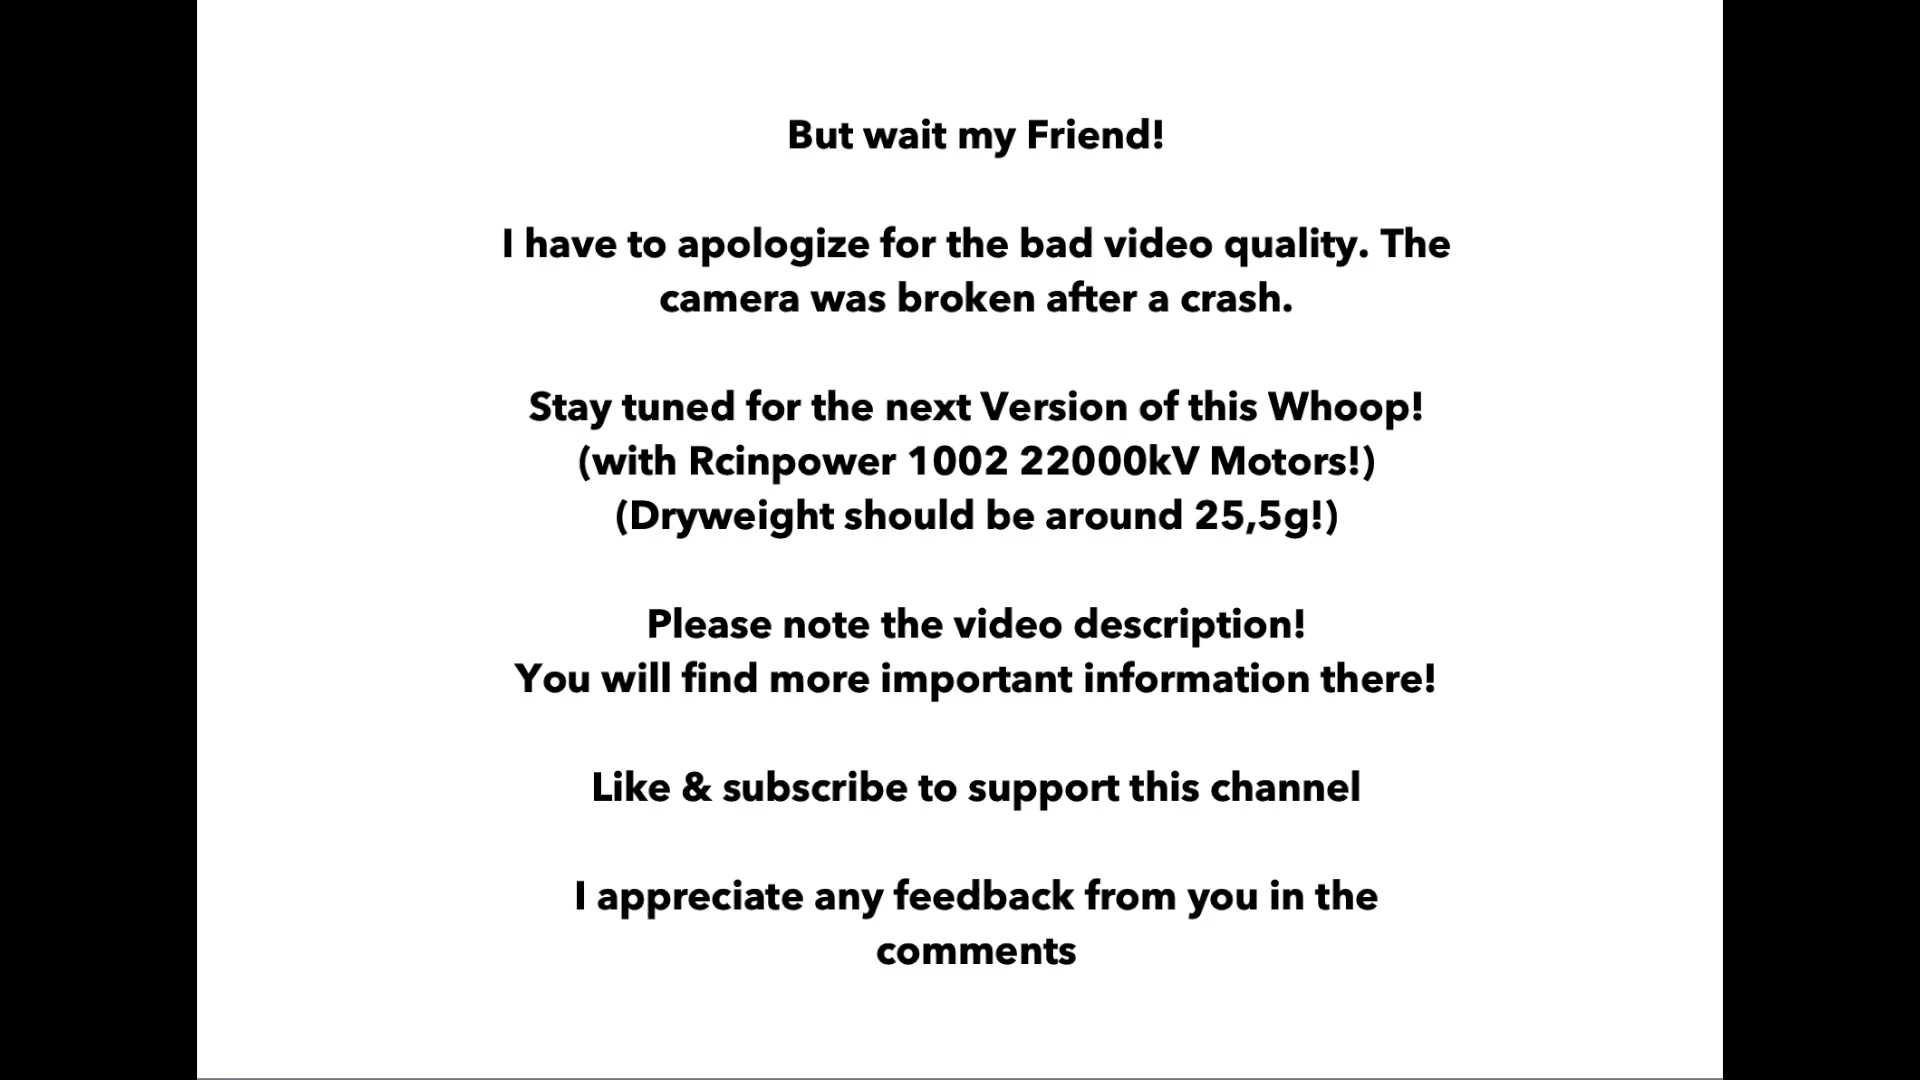 But wait my Friend!
I have to apologize for the bad video quality. The
camera was broken after a crash.
Stay tuned for the next Version of this Whoop!
(with Rcinpower 1002 22000kV Motors!)
(Dryweight should be around 25,5g!)
Please note the video description!
You will find more important information there!
Like & subscribe to support this channel
I appreciate any feedback from you in the
comments